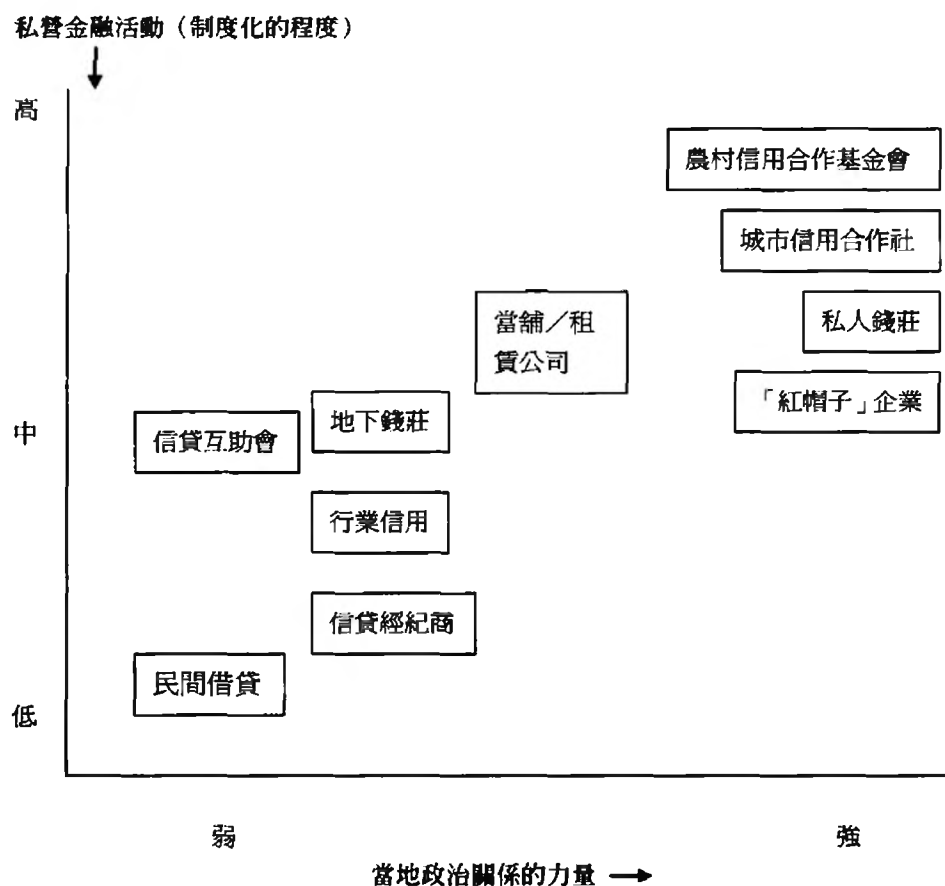 私營金融活動（制度化的程度）
高
農村信用合作基金會
城市信用合作社
當舖／租
賃公司
私人錢莊
「紅帽子」企業
中
信貸互助會
地下錢莊
行業信用
信貸經紀商
民間借貸
低
弱
強
當地政治關係的力量 →